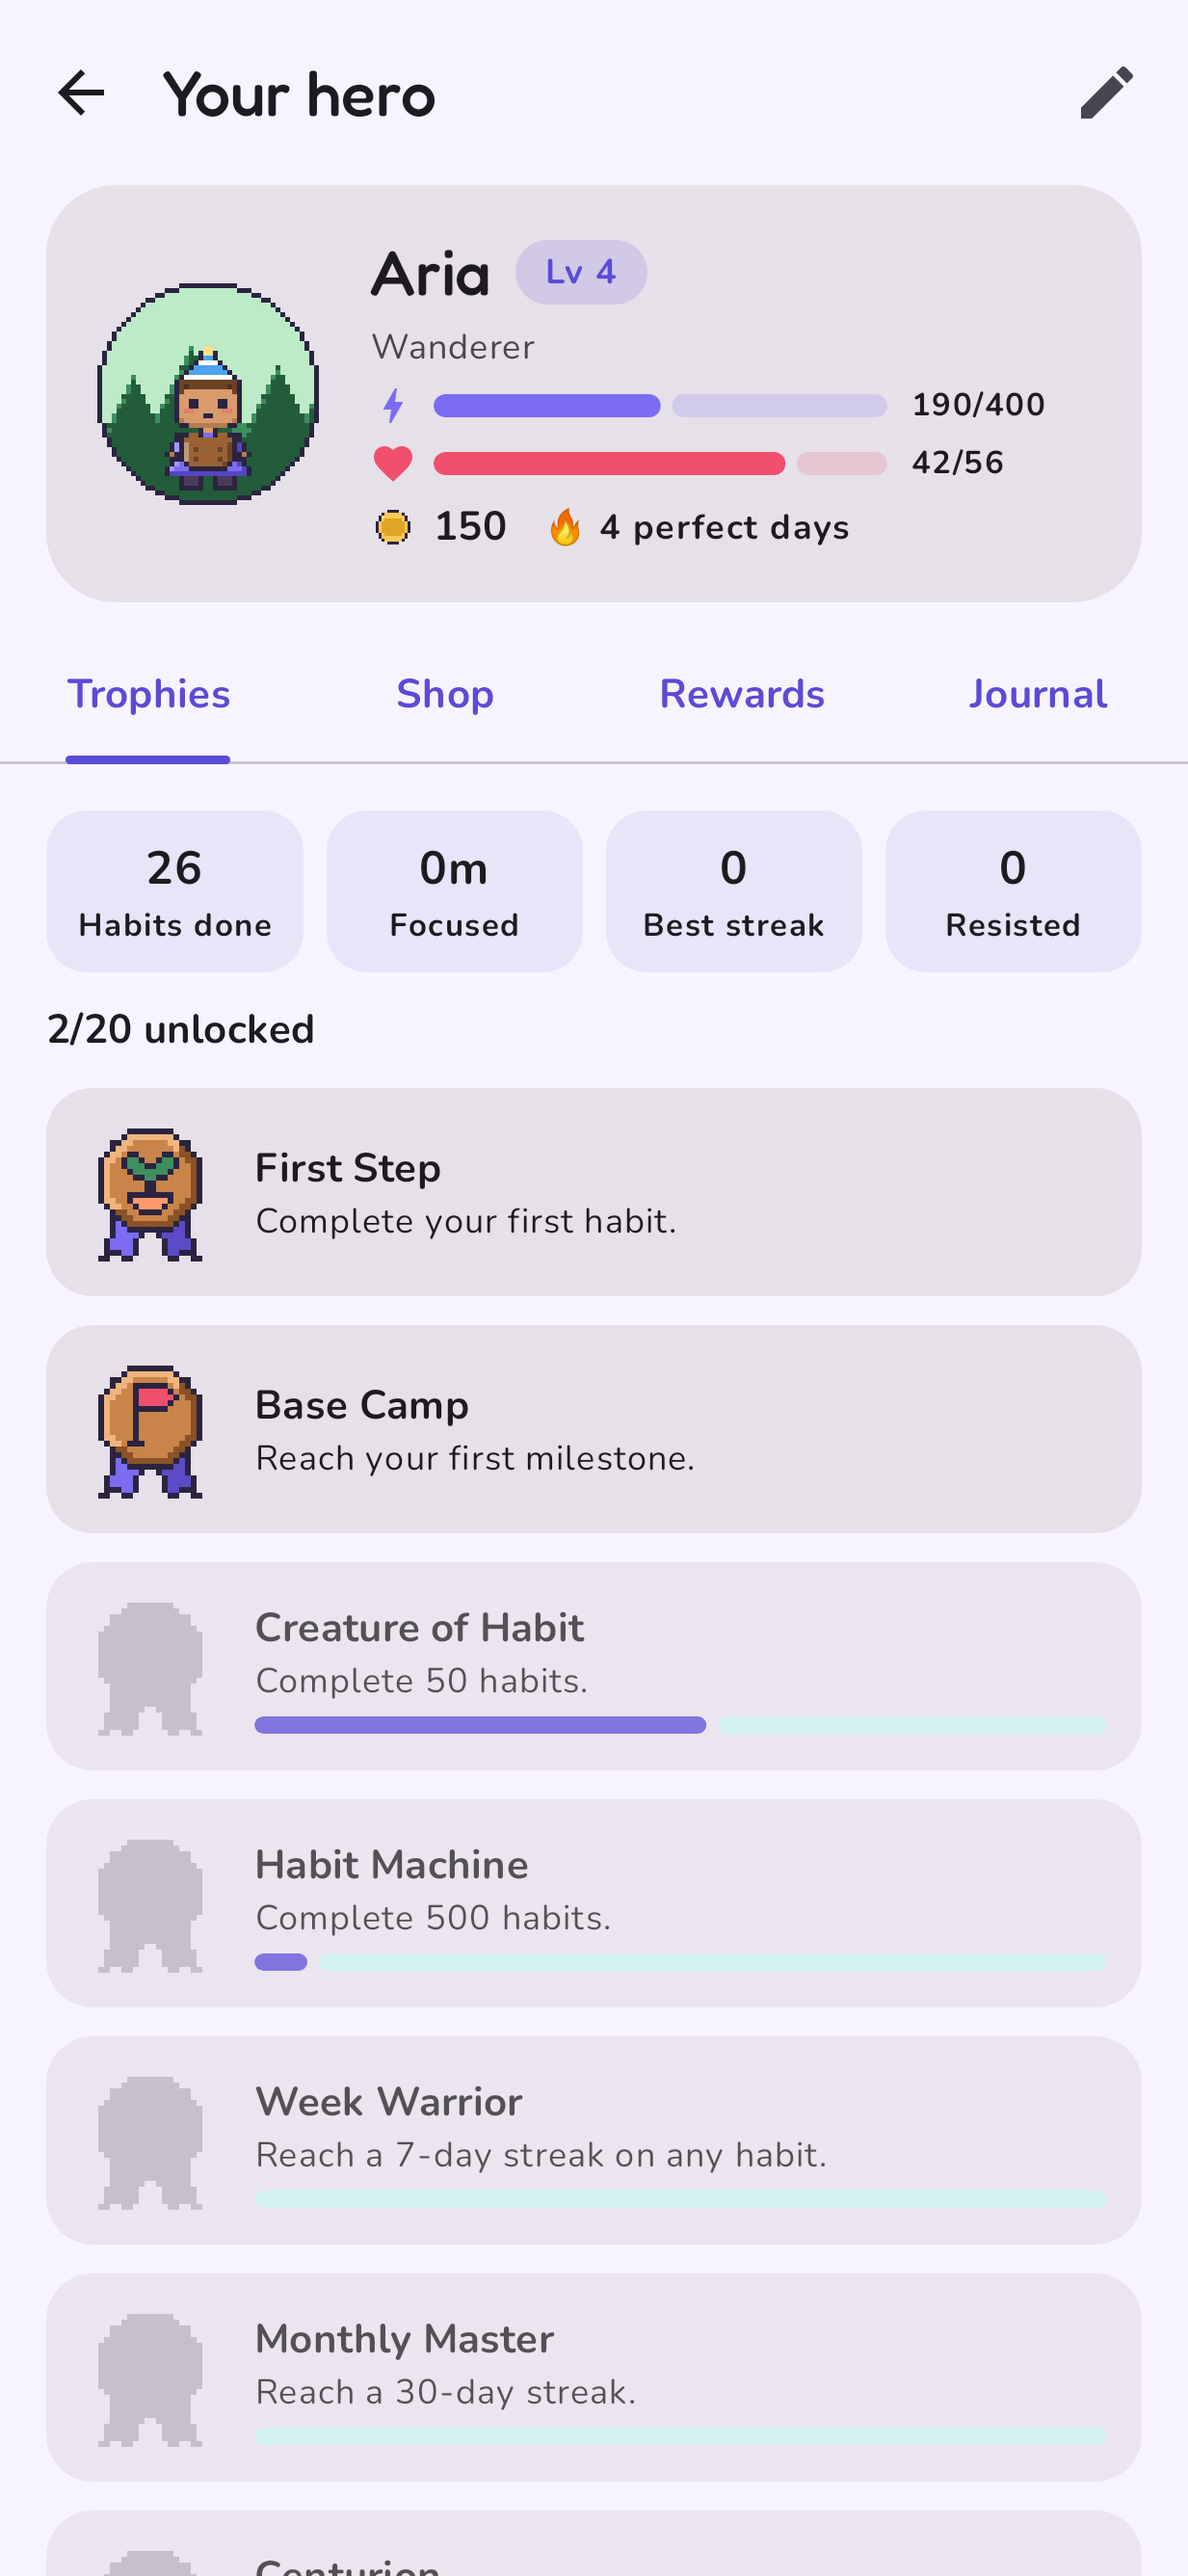 Your hero
Aria
Lv 4
Wanderer
190/400
42/56
150
4 perfect days
Trophies
Shop
Rewards
Journal
26
Habits done
0m
Focused
0
Best streak
0
Resisted
2/20 unlocked
First Step
Complete your first habit.
Base Camp
Reach your first milestone.
Creature of Habit
Complete 50 habits.
Habit Machine
Complete 500 habits.
Week Warrior
Reach a 7-day streak on any habit.
Monthly Master
Reach a 30-day streak.
Centurion